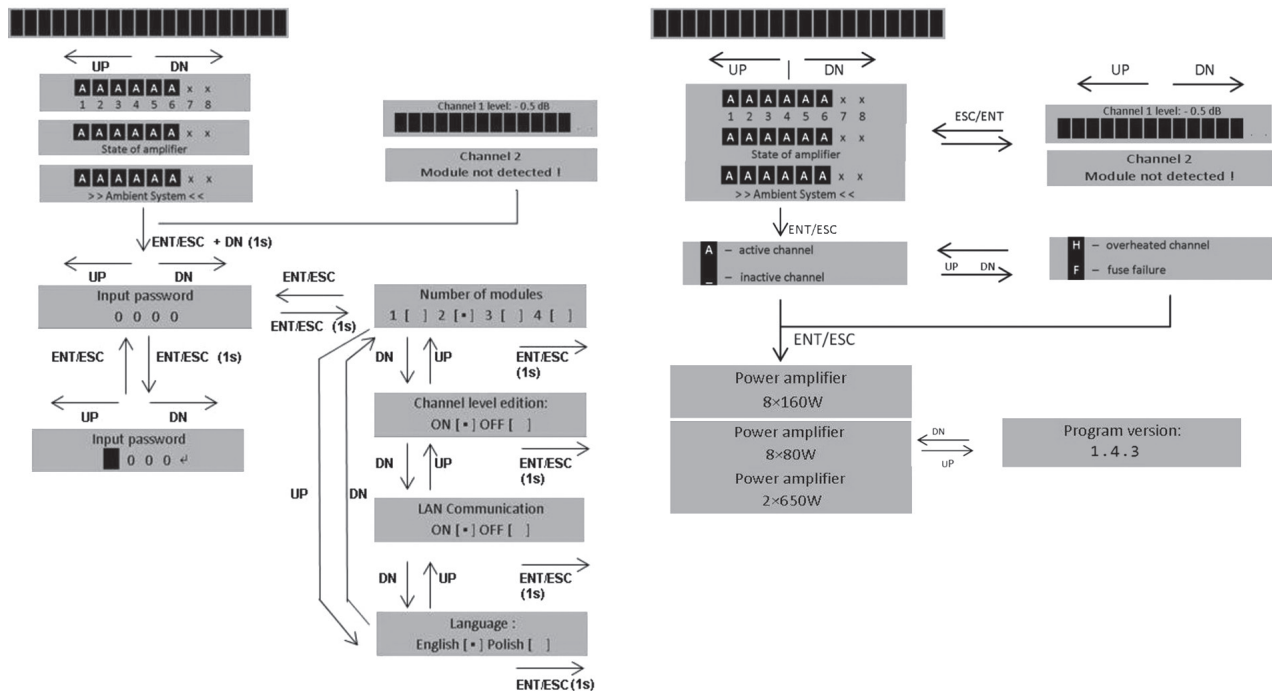 UP DN
A A A A A A x x
1 2 3 4 5 6 7 8
A A A A A A x x
State of amplifier
A A A A A A x x
>> Ambient System <<
Channel 1 level: - 0.5 dB
. .
Channel 2
Module not detected !
ENT/ESC + DN (1s)
UP DN
Input password
0 0 0 0
ENT/ESC
ENT/ESC (1s)
ENT/ESC ENT/ESC (1s)
UP DN
Input password
0 0 0 ↵
Number of modules
1 [ ] 2 [▪] 3 [ ] 4 [ ]
DN UP ENT/ESC
(1s)
Channel level edition:
ON [▪] OFF [ ]
DN UP ENT/ESC
(1s)
UP DN
LAN Communication
ON [▪] OFF [ ]
DN UP ENT/ESC
(1s)
Language :
English [▪] Polish [ ]
ENT/ESC (1s)
UP DN
A A A A A A x x
1 2 3 4 5 6 7 8
A A A A A A x x
State of amplifier
A A A A A A x x
>> Ambient System <<
ESC/ENT
UP DN
Channel 1 level: - 0.5 dB
. .
Channel 2
Module not detected !
ENT/ESC
A – active channel
_ – inactive channel
UP DN
H – overheated channel
F – fuse failure
ENT/ESC
Power amplifier
8×160W
Power amplifier
8×80W
Power amplifier
2×650W
DN
UP
Program version:
1.4.3